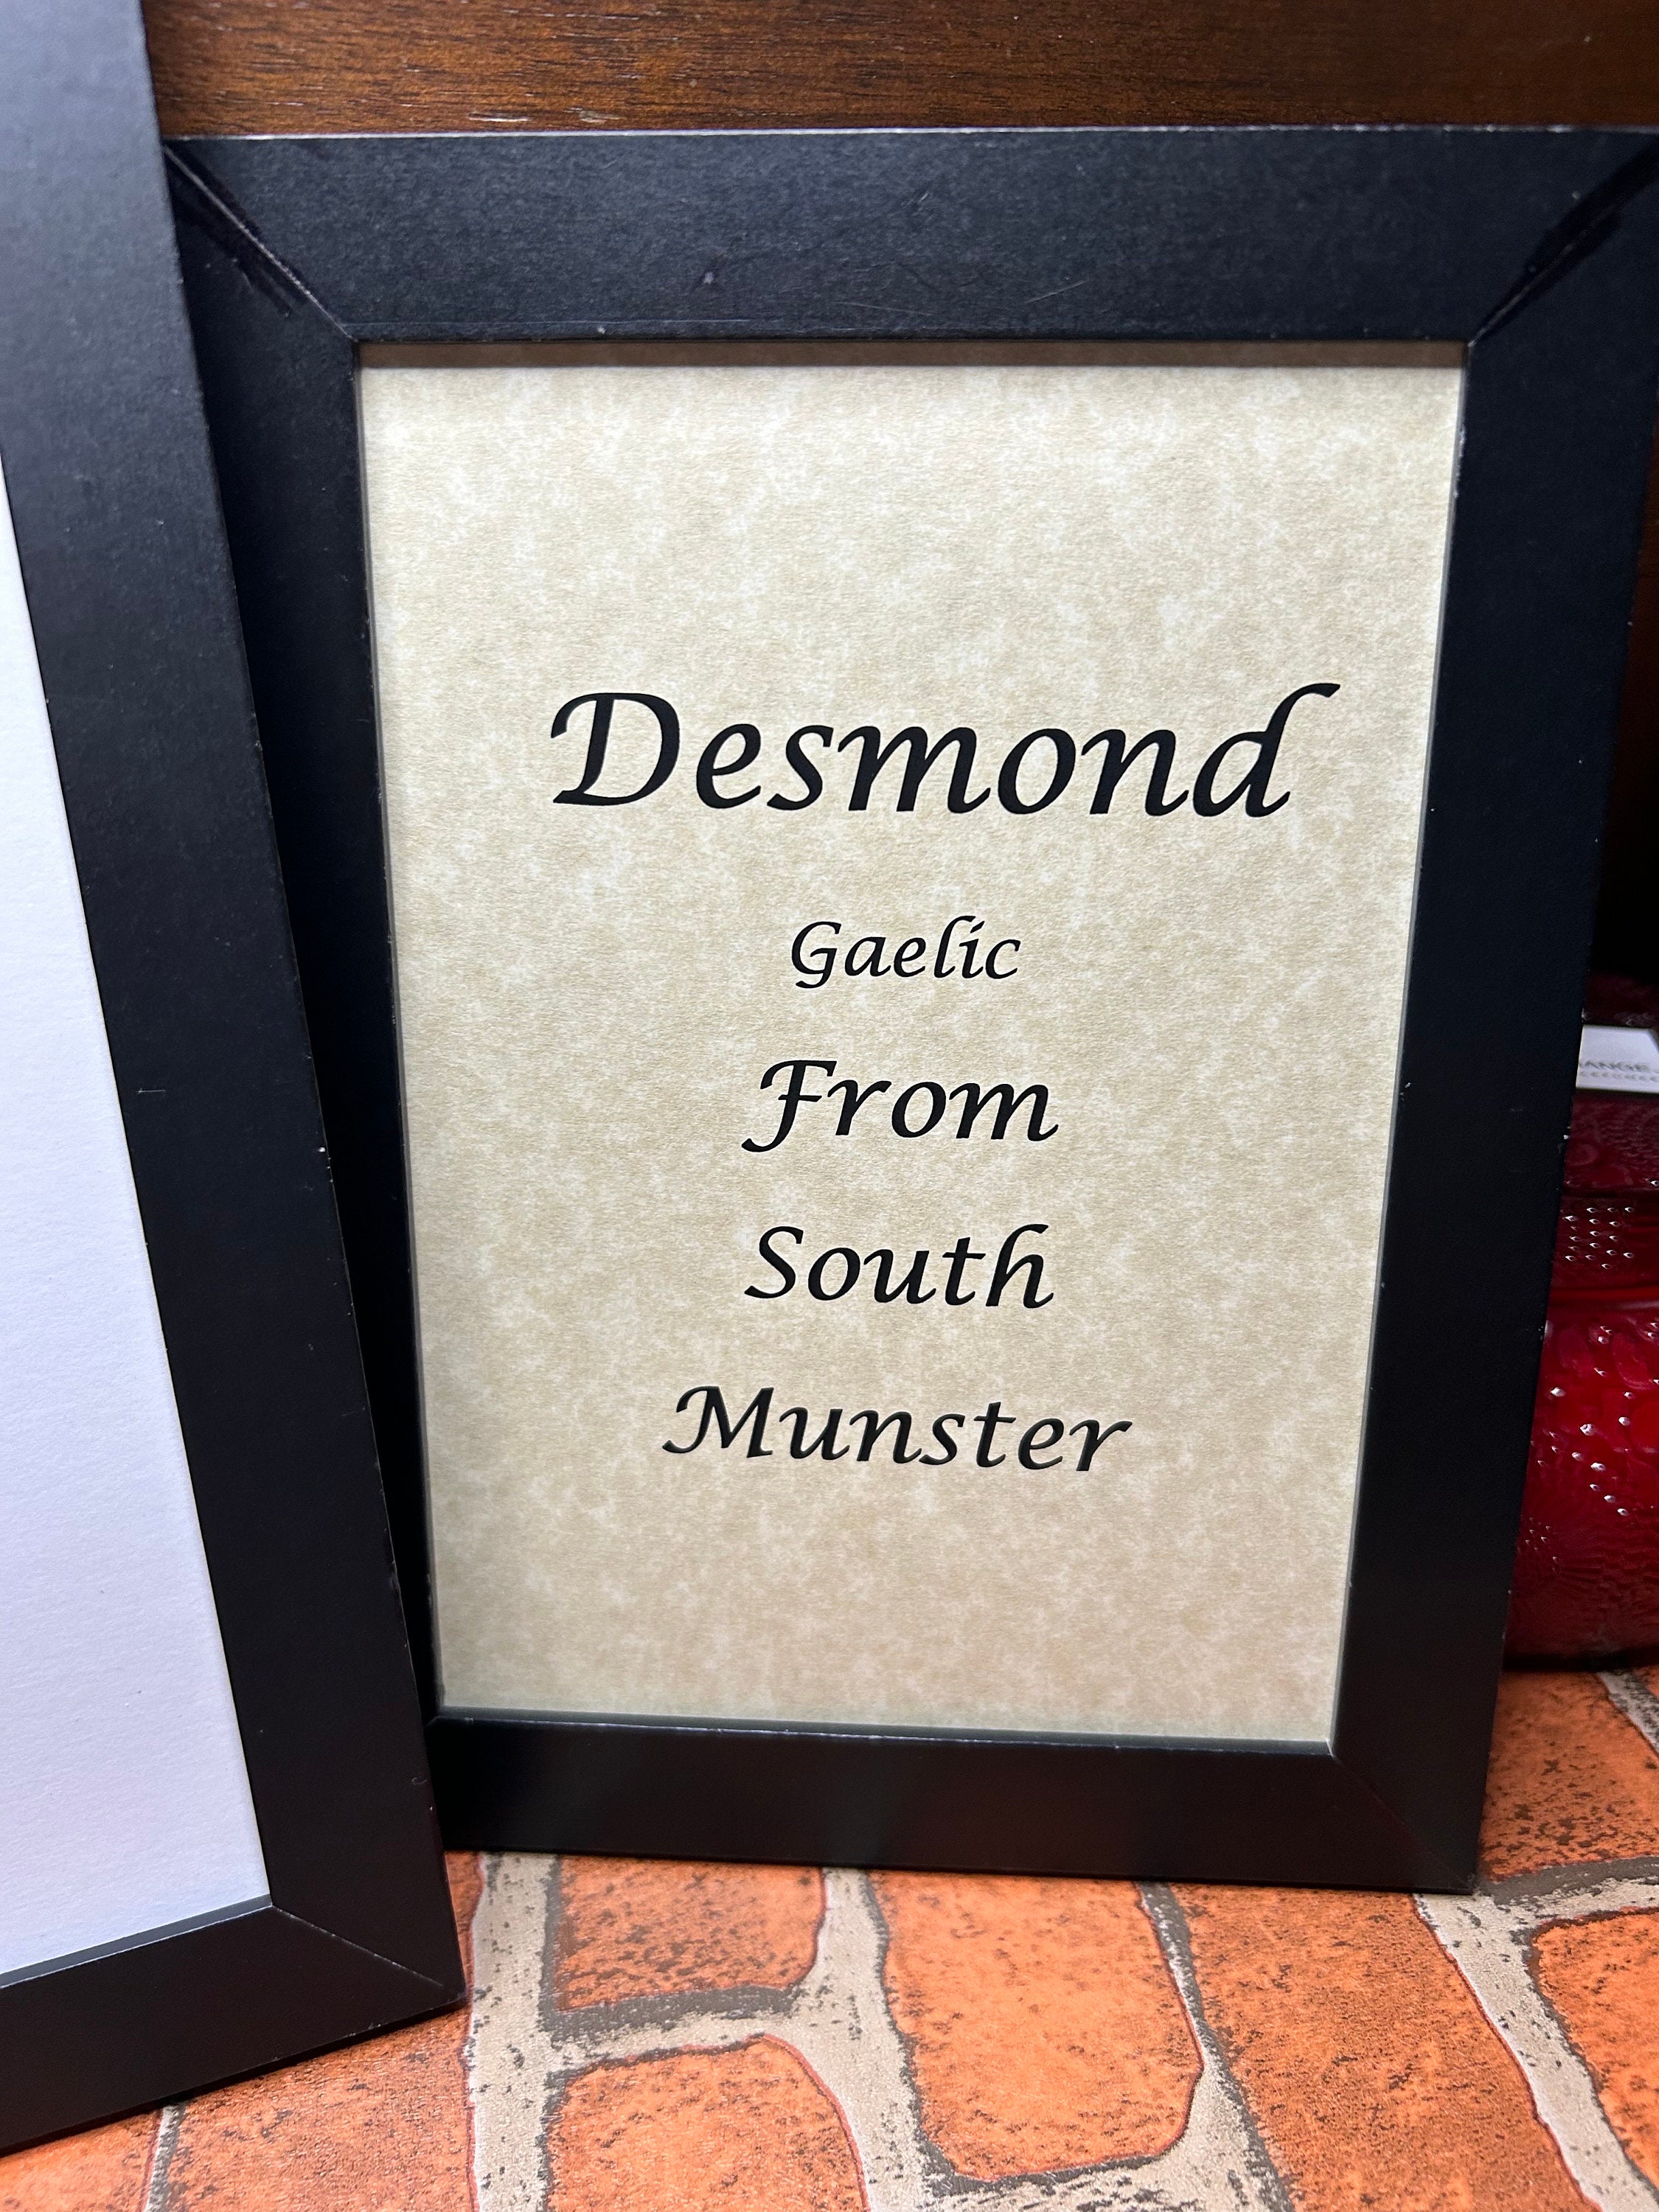 Desmond
Gaelic
From
South
Munster